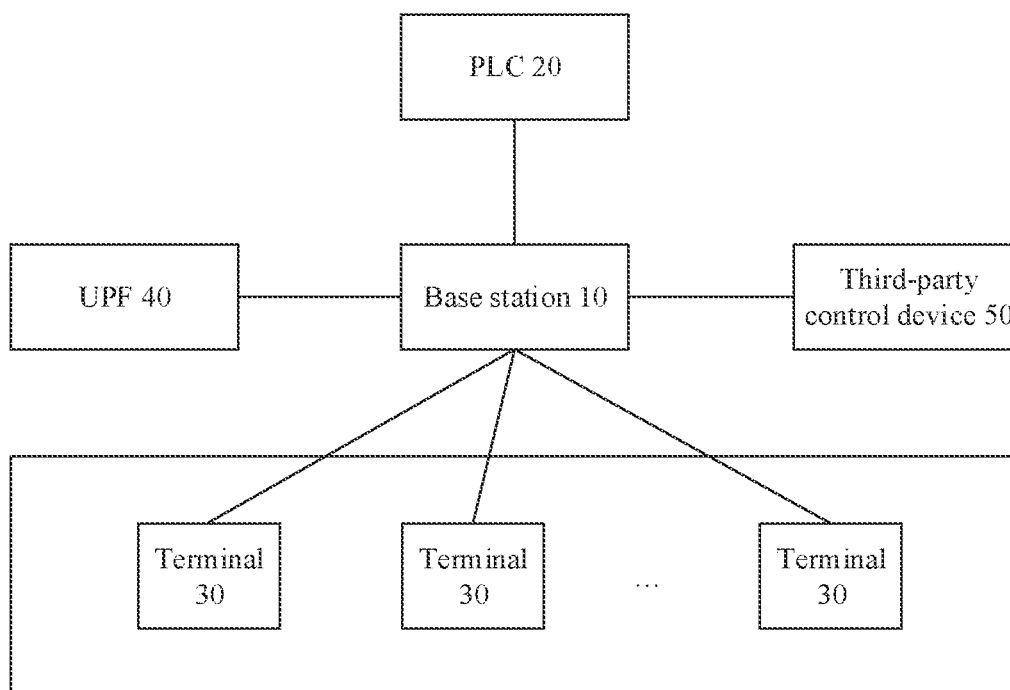 PLC 20
UPF 40
Base station 10
Third-party
control device 50
Terminal
30
Terminal
30
...
Terminal
30